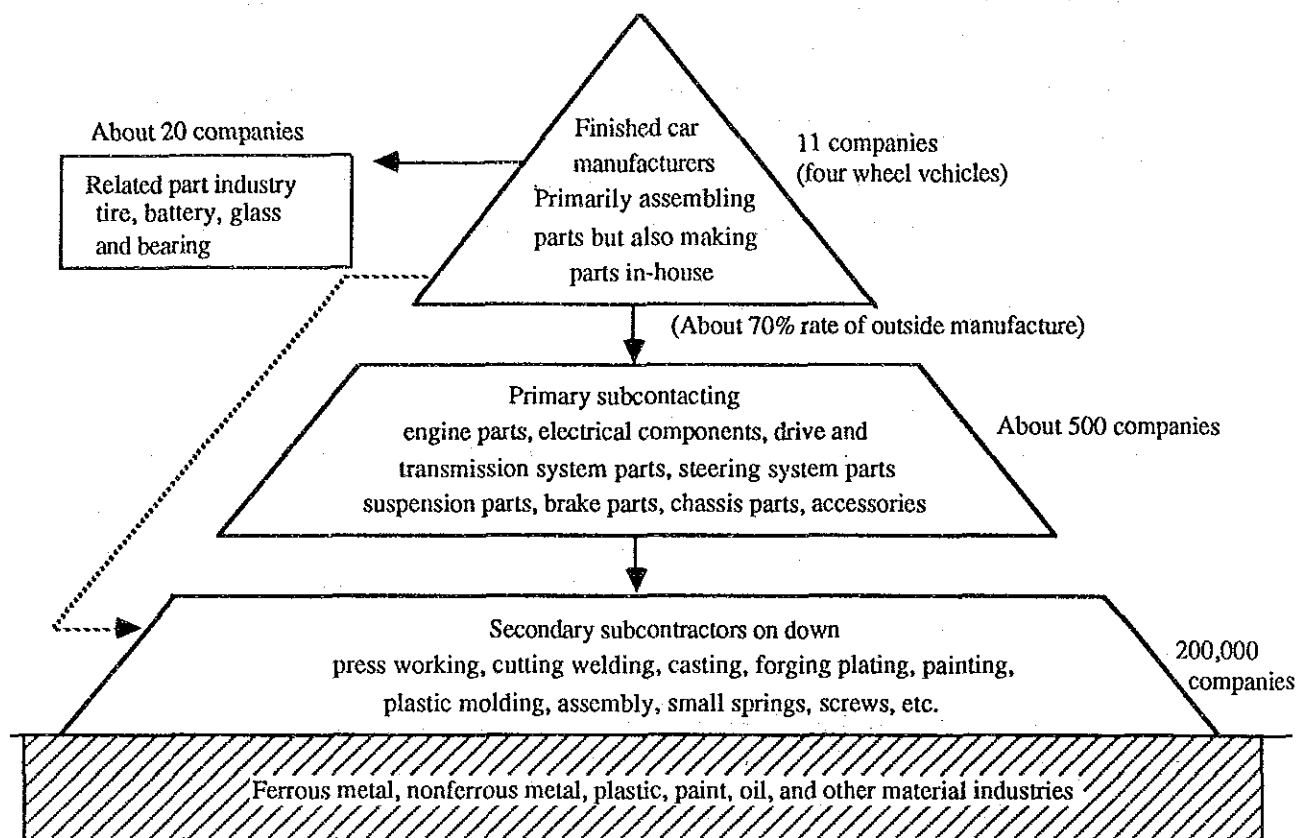 About 20 companies
Related part industry
tire, battery, glass
and bearing
Finished car
manufacturers
Primarily assembling
parts but also making
parts in-house
11 companies
(four wheel vehicles)
(About 70% rate of outside manufacture)
Primary subcontacting
engine parts, electrical components, drive and
transmission system parts, steering system parts
suspension parts, brake parts, chassis parts, accessories
About 500 companies
Secondary subcontractors on down
press working, cutting welding, casting, forging plating, painting,
plastic molding, assembly, small springs, screws, etc.
200,000
companies
Ferrous metal, nonferrous metal, plastic, paint, oil, and other material industries